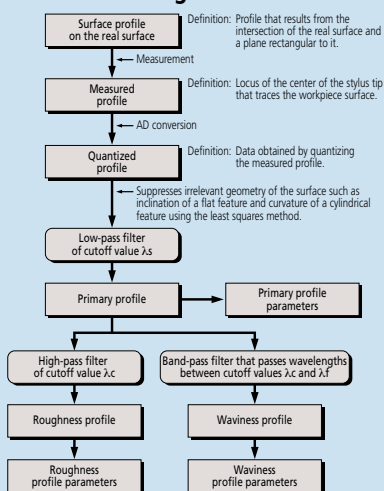 Surface profile
on the real surface
Definition: Profile that results from the
intersection of the real surface and
a plane rectangular to it.
Measurement
Measured
profile
Definition: Locus of the center of the stylus tip
that traces the workpiece surface.
AD conversion
Quantized
profile
Definition: Data obtained by quantizing
the measured profile.
Suppresses irrelevant geometry of the surface such as
inclination of a flat feature and curvature of a cylindrical
feature using the least squares method.
Low-pass filter
of cutoff value λs
Primary profile
Primary profile
parameters
High-pass filter
of cutoff value λc
Band-pass filter that passes wavelengths
between cutoff values λc and λf
Roughness profile
Waviness profile
Roughness
profile parameters
Waviness
profile parameters